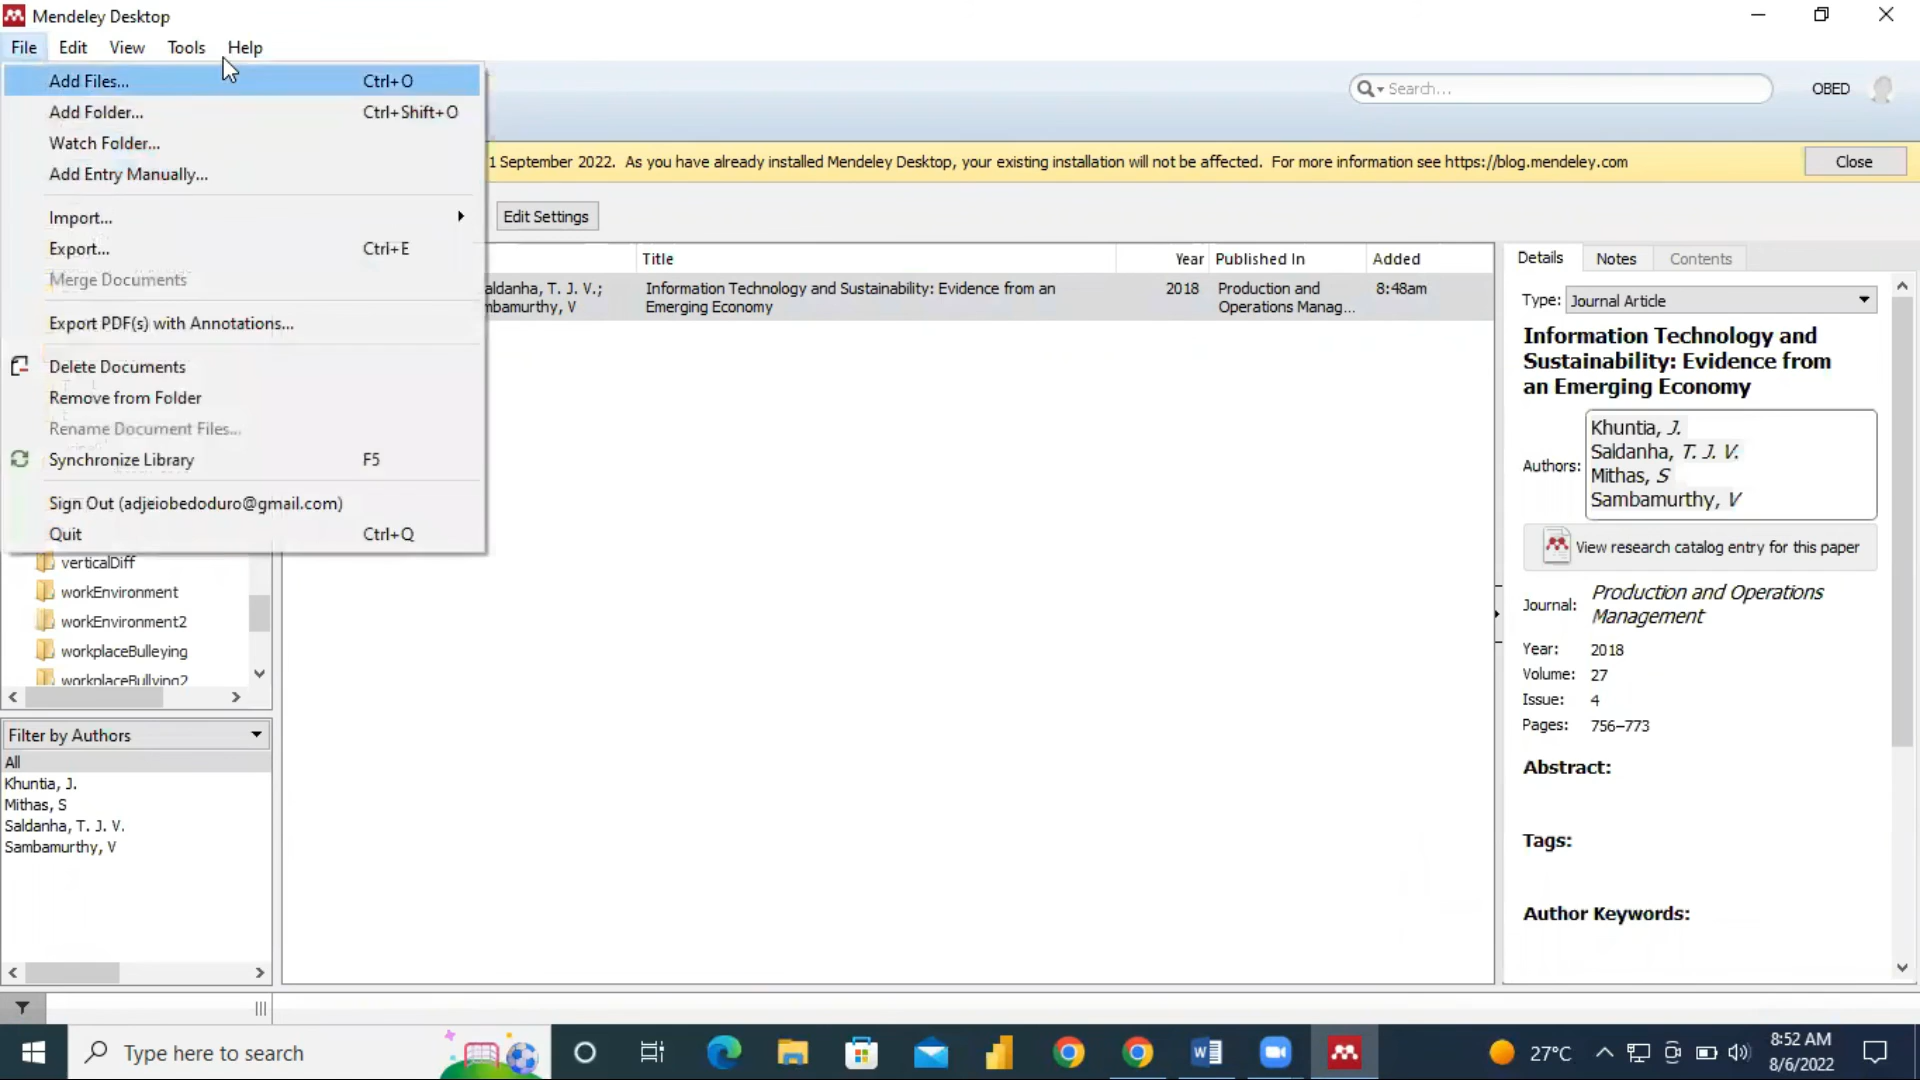 Mendeley Desktop
File Edit View Tools Help
Add Files... Ctrl+O
Add Folder... Ctrl+Shift+O
Watch Folder...
Add Entry Manually...
Import...
Export... Ctrl+E
Merge Documents
Export PDF(s) with Annotations...
Delete Documents
Remove from Folder
Rename Document Files...
Synchronize Library F5
Sign Out (adjeiobedoduro@gmail.com)
Quit Ctrl+Q
Search...
OBED
1 September 2022. As you have already installed Mendeley Desktop, your existing installation will not be affected. For more information see https://blog.mendeley.com
Close
Edit Settings
Title Year Published In Added
aldanha, T. J. V.; Information Technology and Sustainability: Evidence from an 2018 Production and 8:48am
nbamurthy, V Emerging Economy Operations Manag...
verticalDiff
workEnvironment
workEnvironment2
workplaceBulleying
workplaceBullying2
Filter by Authors
All
Khuntia, J.
Mithas, S
Saldanha, T. J. V.
Sambamurthy, V
Details Notes Contents
Type: Journal Article
Information Technology and
Sustainability: Evidence from
an Emerging Economy
Authors: Khuntia, J.
Saldanha, T. J. V.
Mithas, S
Sambamurthy, V
View research catalog entry for this paper
Journal: Production and Operations
Management
Year: 2018
Volume: 27
Issue: 4
Pages: 756–773
Abstract:
Tags:
Author Keywords:
Type here to search
27°C
8:52 AM
8/6/2022